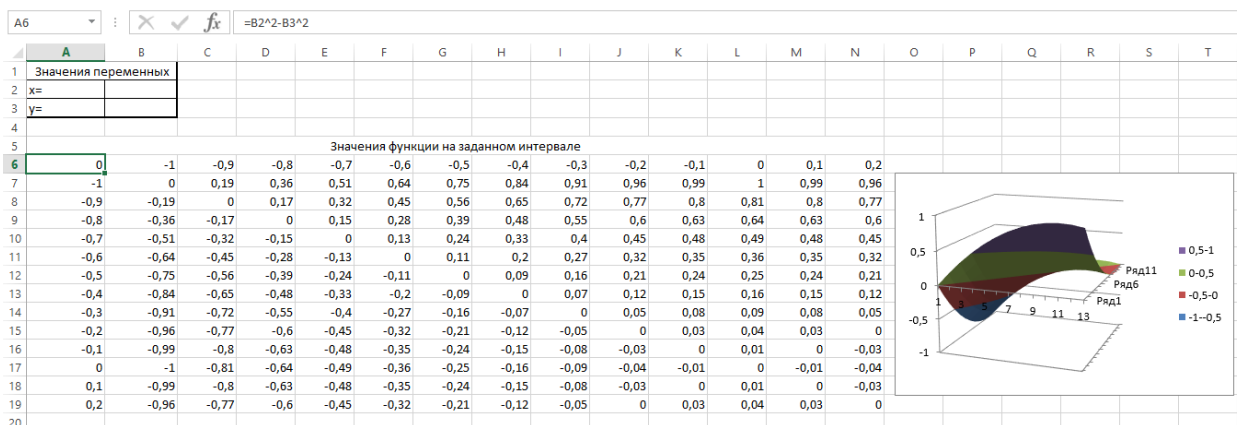 A6 fx =B2^2-B3^2
A B C D E F G H I J K L M N O P Q R S T
1 Значения переменных
2 x=
3 y=
4
5 Значения функции на заданном интервале
6 0 -1 -0,9 -0,8 -0,7 -0,6 -0,5 -0,4 -0,3 -0,2 -0,1 0 0,1 0,2
7 -1 0 0,19 0,36 0,51 0,64 0,75 0,84 0,91 0,96 0,99 1 0,99 0,96
8 -0,9 -0,19 0 0,17 0,32 0,45 0,56 0,65 0,72 0,77 0,8 0,81 0,8 0,77
9 -0,8 -0,36 -0,17 0 0,15 0,28 0,39 0,48 0,55 0,6 0,63 0,64 0,63 0,6
10 -0,7 -0,51 -0,32 -0,15 0 0,13 0,24 0,33 0,4 0,45 0,48 0,49 0,48 0,45
11 -0,6 -0,64 -0,45 -0,28 -0,13 0 0,11 0,2 0,27 0,32 0,35 0,36 0,35 0,32
12 -0,5 -0,75 -0,56 -0,39 -0,24 -0,11 0 0,09 0,16 0,21 0,24 0,25 0,24 0,21
13 -0,4 -0,84 -0,65 -0,48 -0,33 -0,2 -0,09 0 0,07 0,12 0,15 0,16 0,15 0,12
14 -0,3 -0,91 -0,72 -0,55 -0,4 -0,27 -0,16 -0,07 0 0,05 0,08 0,09 0,08 0,05
15 -0,2 -0,96 -0,77 -0,6 -0,45 -0,32 -0,21 -0,12 -0,05 0 0,03 0,04 0,03 0
16 -0,1 -0,99 -0,8 -0,63 -0,48 -0,35 -0,24 -0,15 -0,08 -0,03 0 0,01 0 -0,03
17 0 -1 -0,81 -0,64 -0,49 -0,36 -0,25 -0,16 -0,09 -0,04 -0,01 0 -0,01 -0,04
18 0,1 -0,99 -0,8 -0,63 -0,48 -0,35 -0,24 -0,15 -0,08 -0,03 0 0,01 0 -0,03
19 0,2 -0,96 -0,77 -0,6 -0,45 -0,32 -0,21 -0,12 -0,05 0 0,03 0,04 0,03 0
20
1
0,5
0
-0,5
-1
1 3 5 7 9 11 13
Ряд11
Ряд6
Ряд1
0,5-1
0-0,5
-0,5-0
-1--0,5